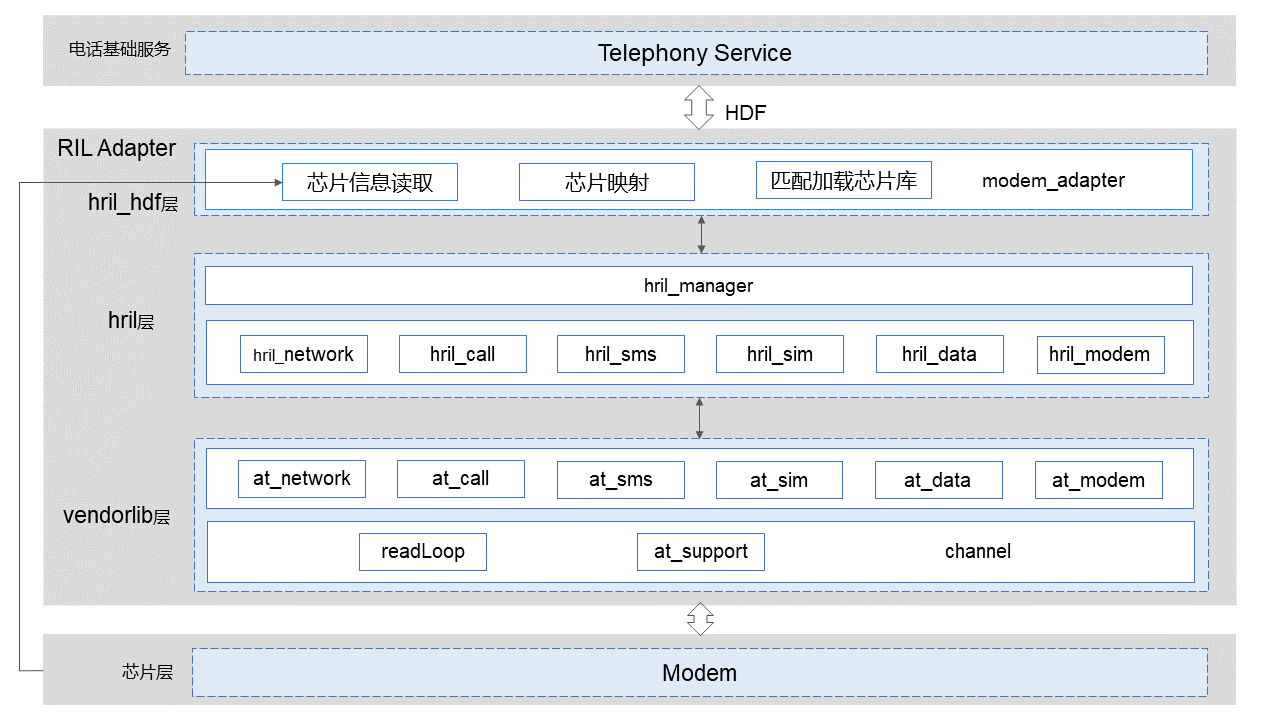 电话基础服务
Telephony Service
HDF
RIL Adapter
hril_hdf层
芯片信息读取
芯片映射
匹配加载芯片库
modem_adapter
hril层
hril_manager
hril_network
hril_call
hril_sms
hril_sim
hril_data
hril_modem
vendorlib层
at_network
at_call
at_sms
at_sim
at_data
at_modem
readLoop
at_support
channel
芯片层
Modem